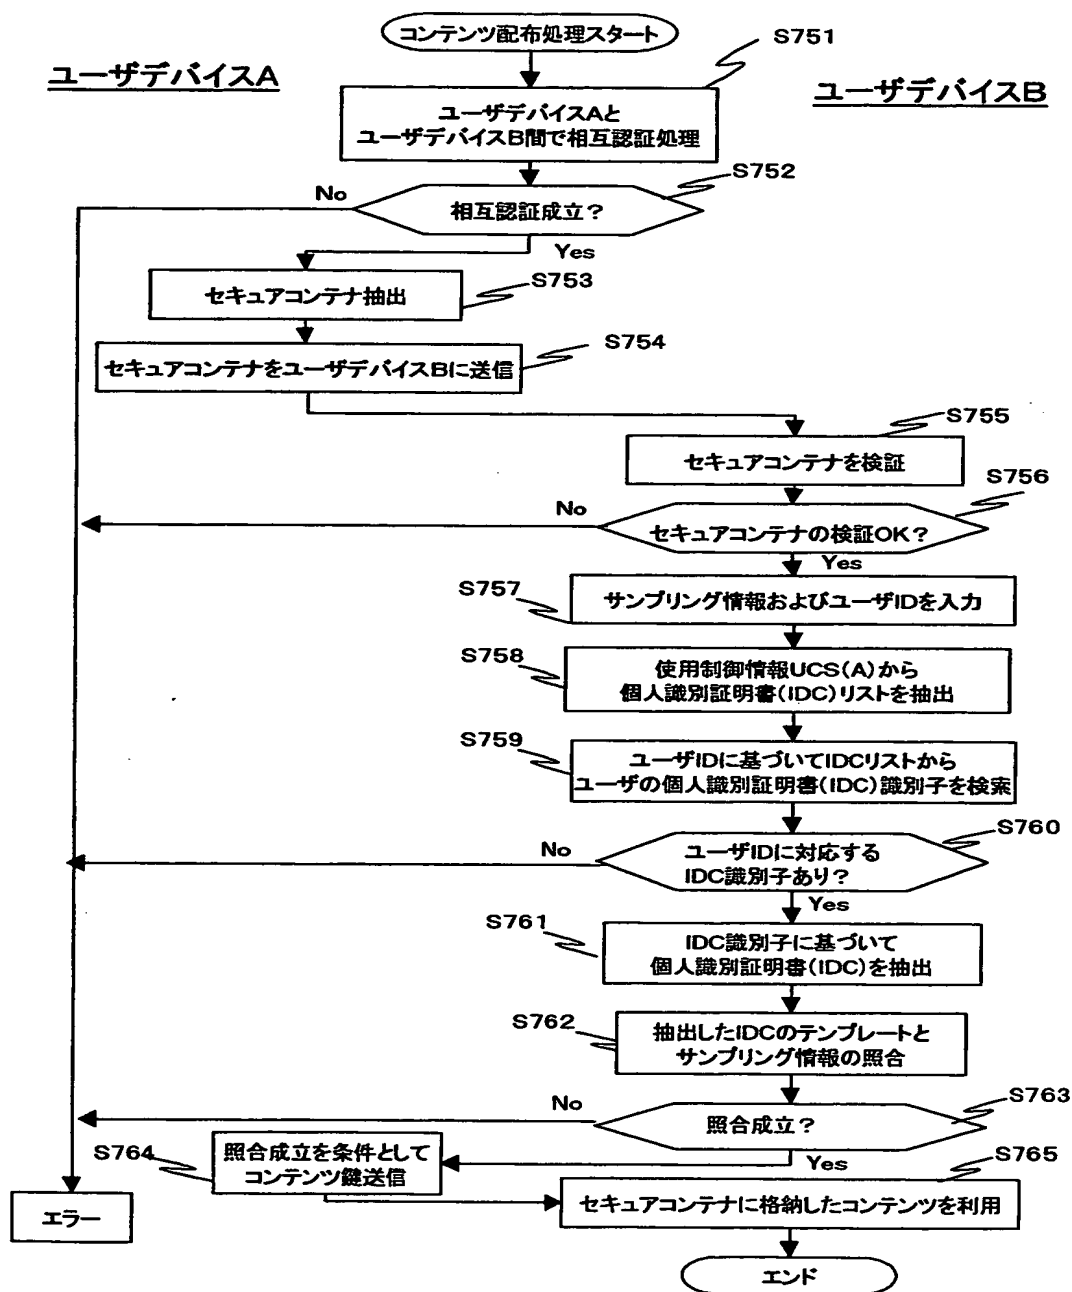 コンテンツ配布処理スタート
S751
ユーザデバイスA
ユーザデバイスB
ユーザデバイスAと
ユーザデバイスB間で相互認証処理
S752
No
相互認証成立?
Yes
S753
セキュアコンテナ抽出
S754
セキュアコンテナをユーザデバイスBに送信
S755
セキュアコンテナを検証
S756
No
セキュアコンテナの検証OK?
Yes
S757
サンプリング情報およびユーザIDを入力
S758
使用制御情報UCS(A)から
個人識別証明書(IDC)リストを抽出
S759
ユーザIDに基づいてIDCリストから
ユーザの個人識別証明書(IDC)識別子を検索
S760
No
ユーザIDに対応する
IDC識別子あり?
Yes
S761
IDC識別子に基づいて
個人識別証明書(IDC)を抽出
S762
抽出したIDCのテンプレートと
サンプリング情報の照合
S763
No
照合成立?
Yes
S764
照合成立を条件として
コンテンツ鍵送信
S765
セキュアコンテナに格納したコンテンツを利用
エラー
エンド